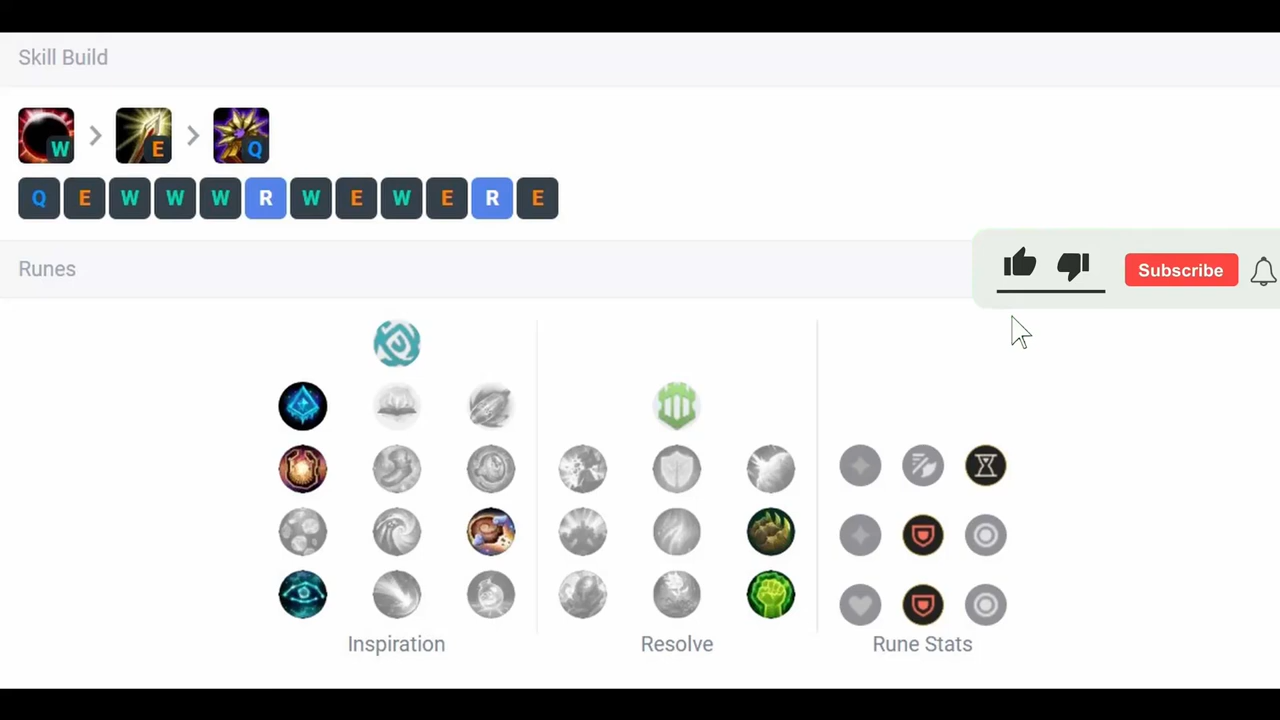 Skill Build
W E Q
Q E W W W R W E W E R E
Runes
Subscribe
Inspiration Resolve Rune Stats